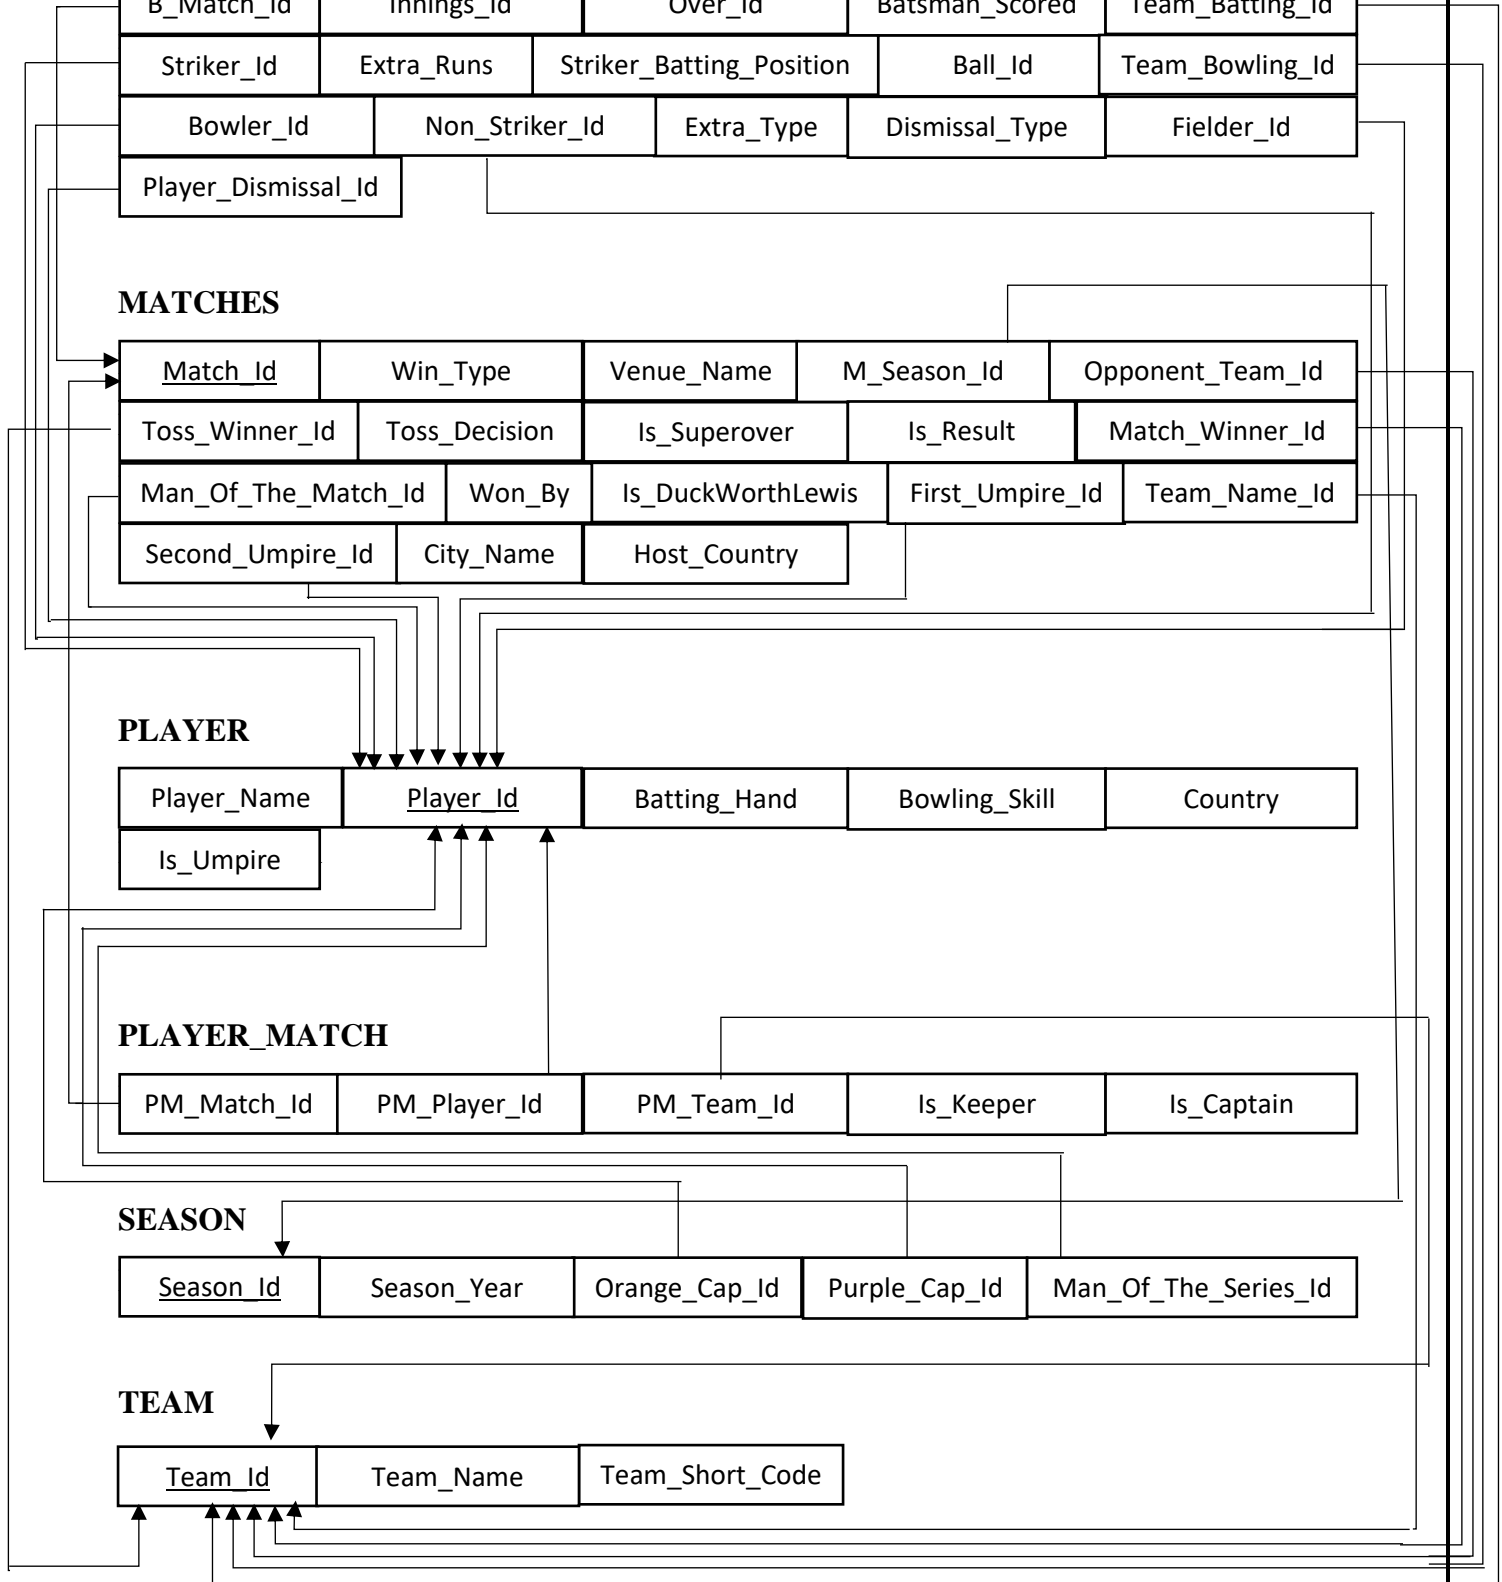 B_Match_Id Innings_Id Over_Id Batsman_Scored Team_Batting_Id
Striker_Id Extra_Runs Striker_Batting_Position Ball_Id Team_Bowling_Id
Bowler_Id Non_Striker_Id Extra_Type Dismissal_Type Fielder_Id
Player_Dismissal_Id
MATCHES
Match_Id Win_Type Venue_Name M_Season_Id Opponent_Team_Id
Toss_Winner_Id Toss_Decision Is_Superover Is_Result Match_Winner_Id
Man_Of_The_Match_Id Won_By Is_DuckWorthLewis First_Umpire_Id Team_Name_Id
Second_Umpire_Id City_Name Host_Country
PLAYER
Player_Name Player_Id Batting_Hand Bowling_Skill Country
Is_Umpire
PLAYER_MATCH
PM_Match_Id PM_Player_Id PM_Team_Id Is_Keeper Is_Captain
SEASON
Season_Id Season_Year Orange_Cap_Id Purple_Cap_Id Man_Of_The_Series_Id
TEAM
Team_Id Team_Name Team_Short_Code